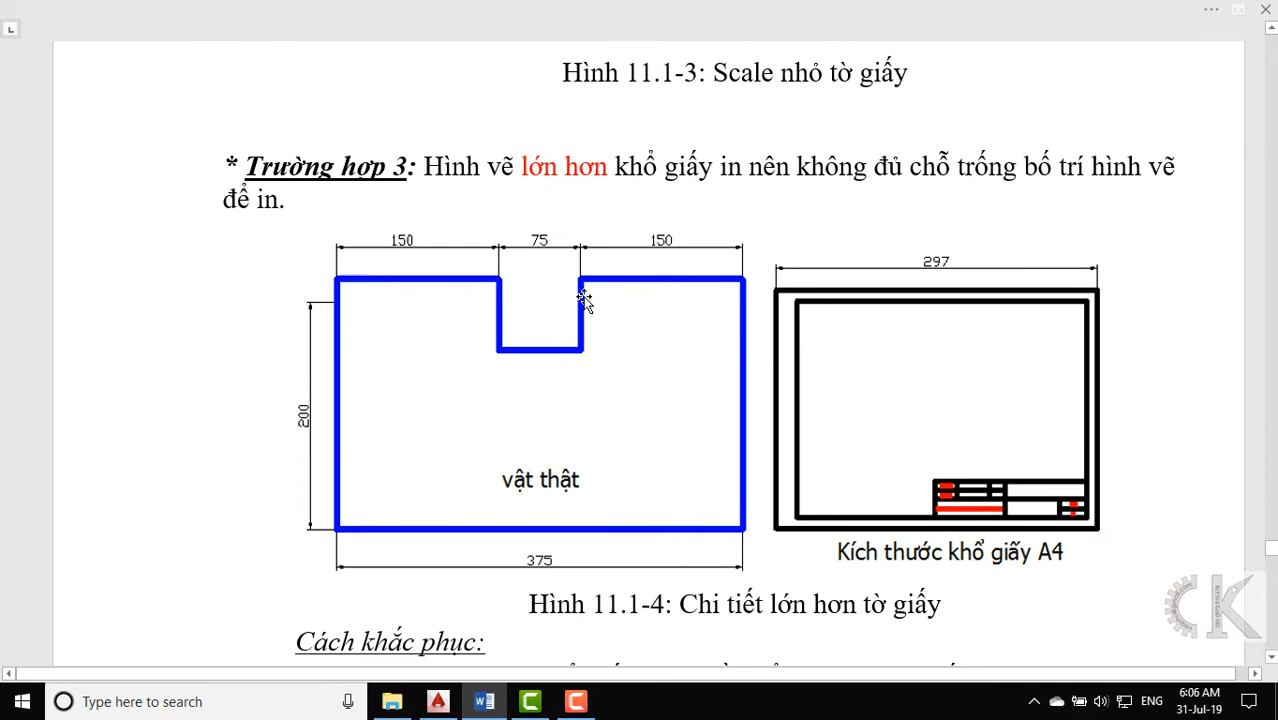 Hình 11.1-3: Scale nhỏ tờ giấy
* Trường hợp 3: Hình vẽ lớn hơn khổ giấy in nên không đủ chỗ trống bố trí hình vẽ
để in.
150 75 150
297
200
vật thật
375
Kích thước khổ giấy A4
Hình 11.1-4: Chi tiết lớn hơn tờ giấy
Cách khắc phục:
CK
Type here to search
ENG
6:06 AM
31-Jul-19